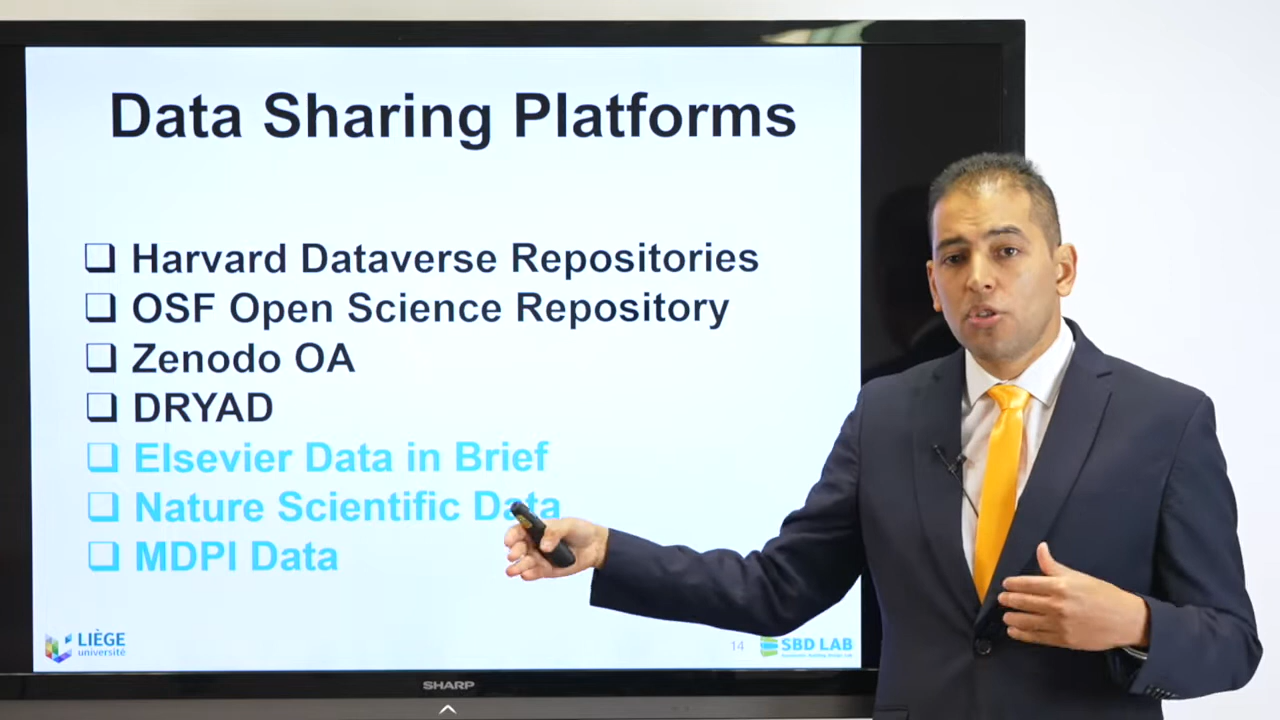 Data Sharing Platforms
Harvard Dataverse Repositories
OSF Open Science Repository
Zenodo OA
DRYAD
Elsevier Data in Brief
Nature Scientific Data
MDPI Data
LIÈGE
université
14
SBD LAB
SHARP